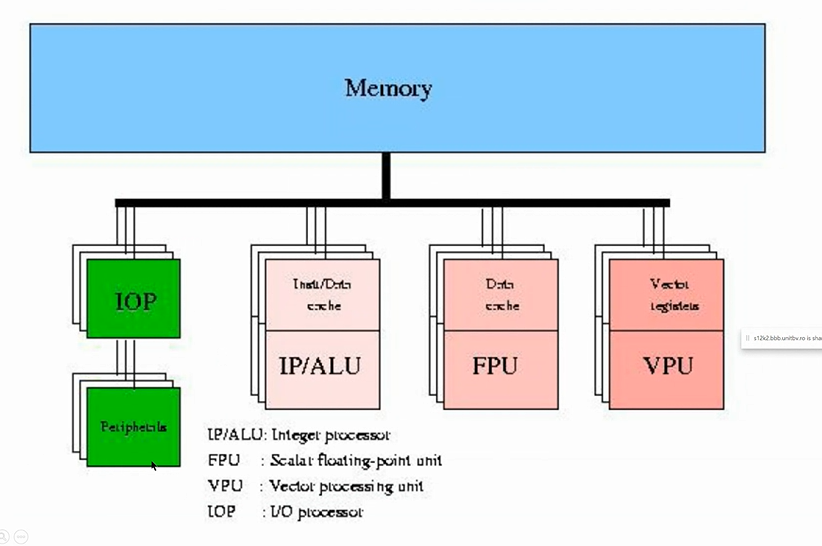 Memory
IOP
Instr/Data
cache
IP/ALU
Data
cache
FPU
Vector
registers
VPU
Peripherals
IP/ALU: Integer processor
FPU : Scalar floating-point unit
VPU : Vector processing unit
IOP : I/O processor
s12k2.bbb.unitbv.ro is sha